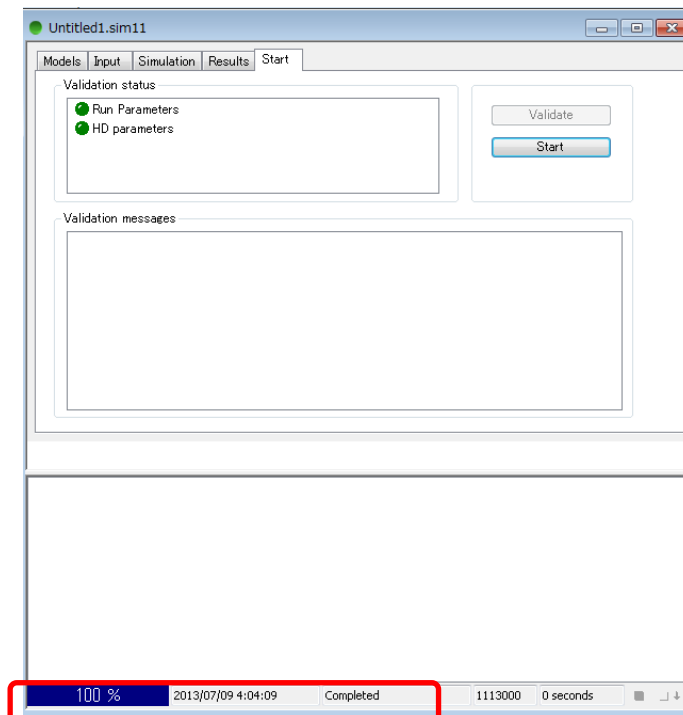 Untitled1.sim11
Models Input Simulation Results Start
Validation status
Run Parameters
HD parameters
Validate
Start
Validation messages
100 % 2013/07/09 4:04:09 Completed 1113000 0 seconds